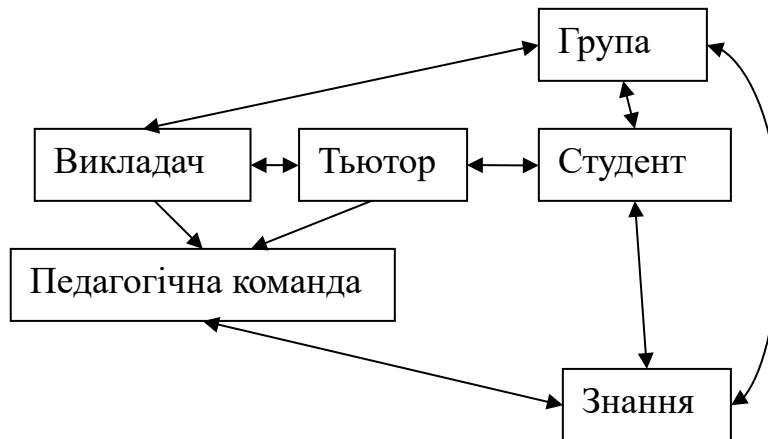 Група
Викладач
Тьютор
Студент
Педагогічна команда
Знання